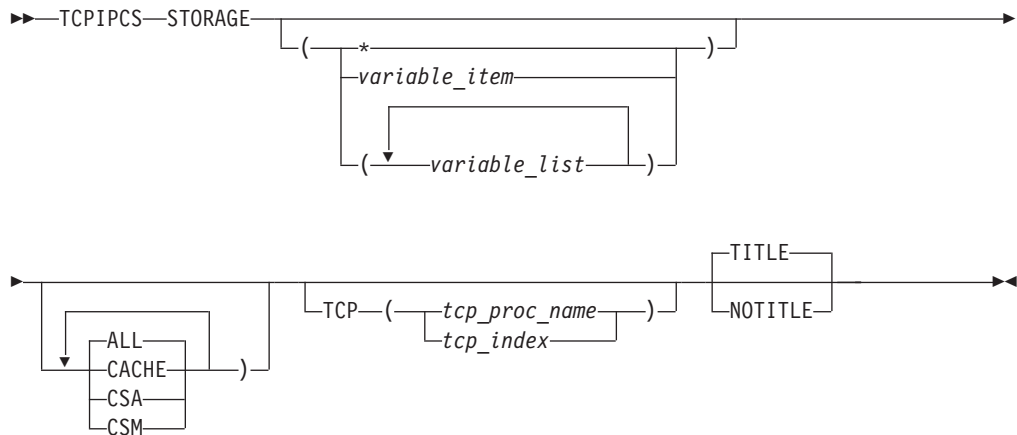 TCPIPCS STORAGE
( * )
variable_item
( variable_list )
TITLE
TCP ( tcp_proc_name ) NOTITLE
tcp_index
ALL
CACHE )
CSA
CSM